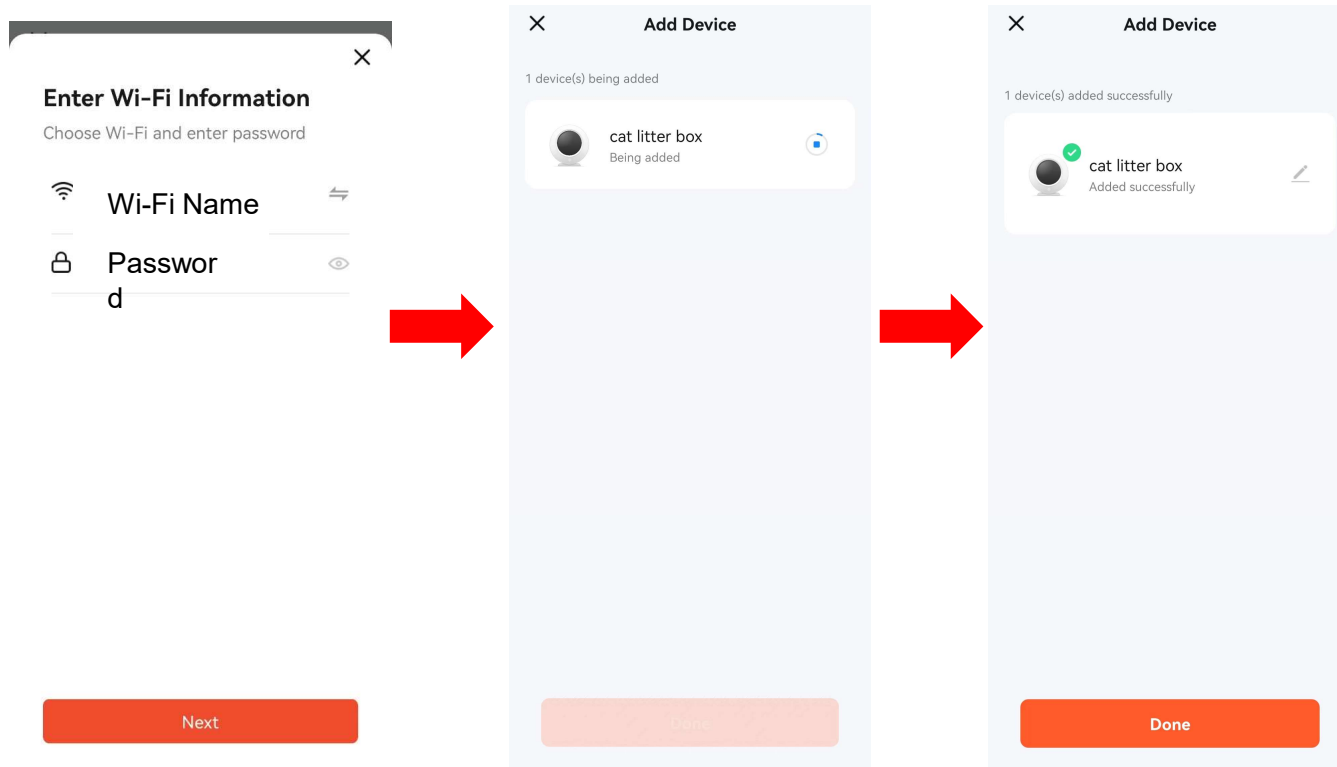 Enter Wi-Fi Information
Choose Wi-Fi and enter password
Wi-Fi Name
Passwor
d
Next
Add Device
1 device(s) being added
cat litter box
Being added
Done
Add Device
1 device(s) added successfully
cat litter box
Added successfully
Done